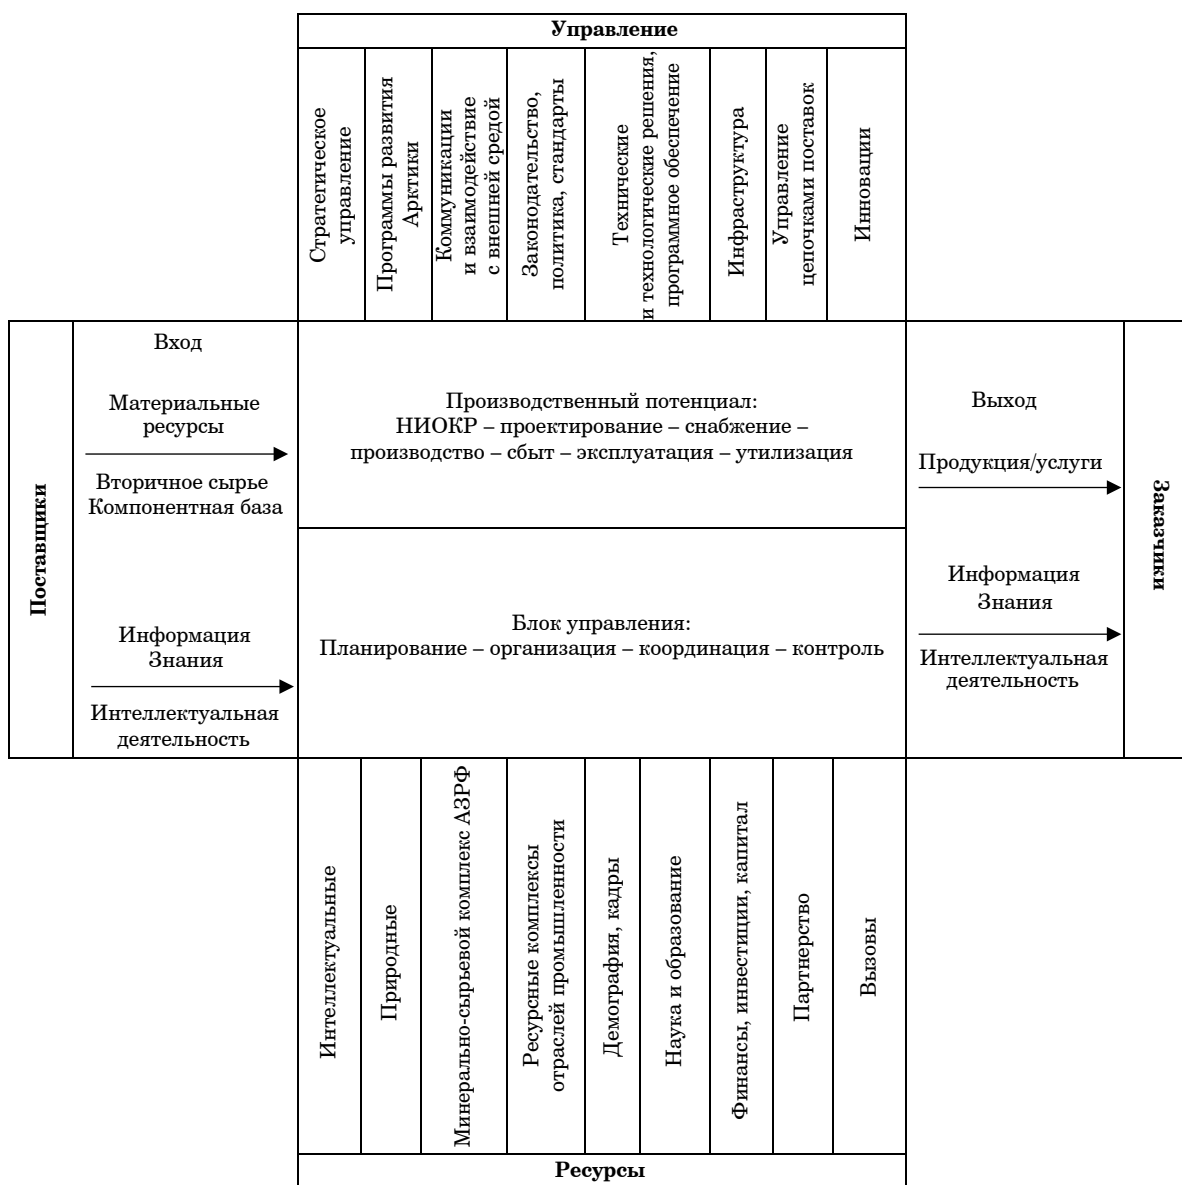 Управление
Стратегическое
управление
Программы развития
Арктики
Коммуникации
и взаимодействие
с внешней средой
Законодательство,
политика, стандарты
Технические
и технологические решения,
программное обеспечение
Инфраструктура
Управление
цепочками поставок
Инновации
Поставщики
Вход
Материальные
ресурсы
Вторичное сырье
Компонентная база
Информация
Знания
Интеллектуальная
деятельность
Производственный потенциал:
НИОКР – проектирование – снабжение –
производство – сбыт – эксплуатация – утилизация
Блок управления:
Планирование – организация – координация – контроль
Выход
Продукция/услуги
Информация
Знания
Интеллектуальная
деятельность
Заказчики
Интеллектуальные
Природные
Минерально-сырьевой комплекс АЗРФ
Ресурсные комплексы
отраслей промышленности
Демография, кадры
Наука и образование
Финансы, инвестиции, капитал
Партнерство
Вызовы
Ресурсы